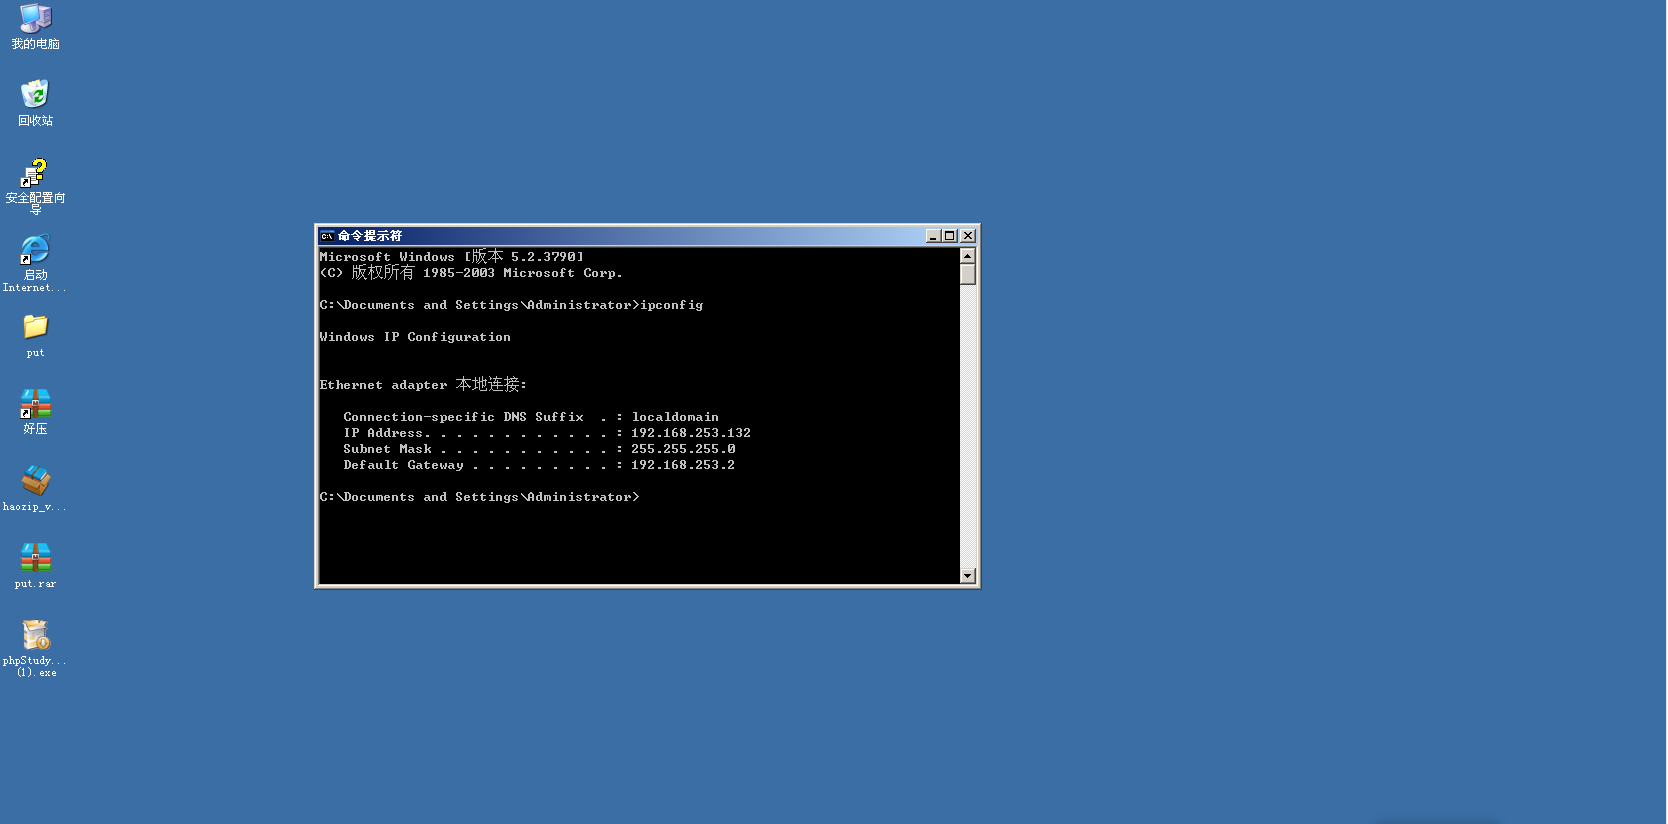 我的电脑
回收站
安全配置向
导
启动
Internet...
put
好压
haozip_v...
put.rar
phpStudy...
(1).exe
命令提示符
Microsoft Windows [版本 5.2.3790]
(C) 版权所有 1985-2003 Microsoft Corp.
C:\Documents and Settings\Administrator>ipconfig
Windows IP Configuration
Ethernet adapter 本地连接:
Connection-specific DNS Suffix  . : localdomain
IP Address. . . . . . . . . . . . : 192.168.253.132
Subnet Mask . . . . . . . . . . . : 255.255.255.0
Default Gateway . . . . . . . . . : 192.168.253.2
C:\Documents and Settings\Administrator>